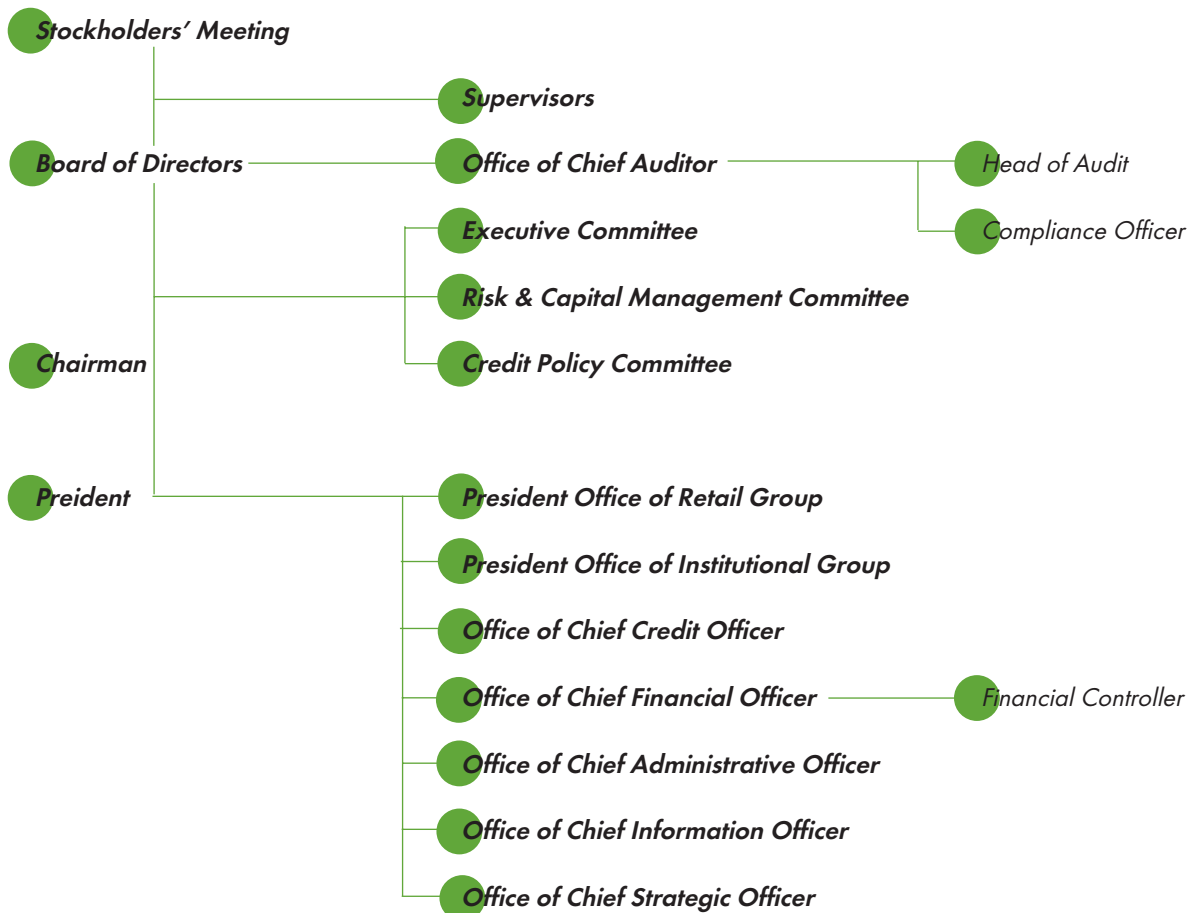 Stockholders’ Meeting
Supervisors
Board of Directors
Office of Chief Auditor
Head of Audit
Executive Committee
Compliance Officer
Risk & Capital Management Committee
Chairman
Credit Policy Committee
Preident
President Office of Retail Group
President Office of Institutional Group
Office of Chief Credit Officer
Office of Chief Financial Officer
Financial Controller
Office of Chief Administrative Officer
Office of Chief Information Officer
Office of Chief Strategic Officer